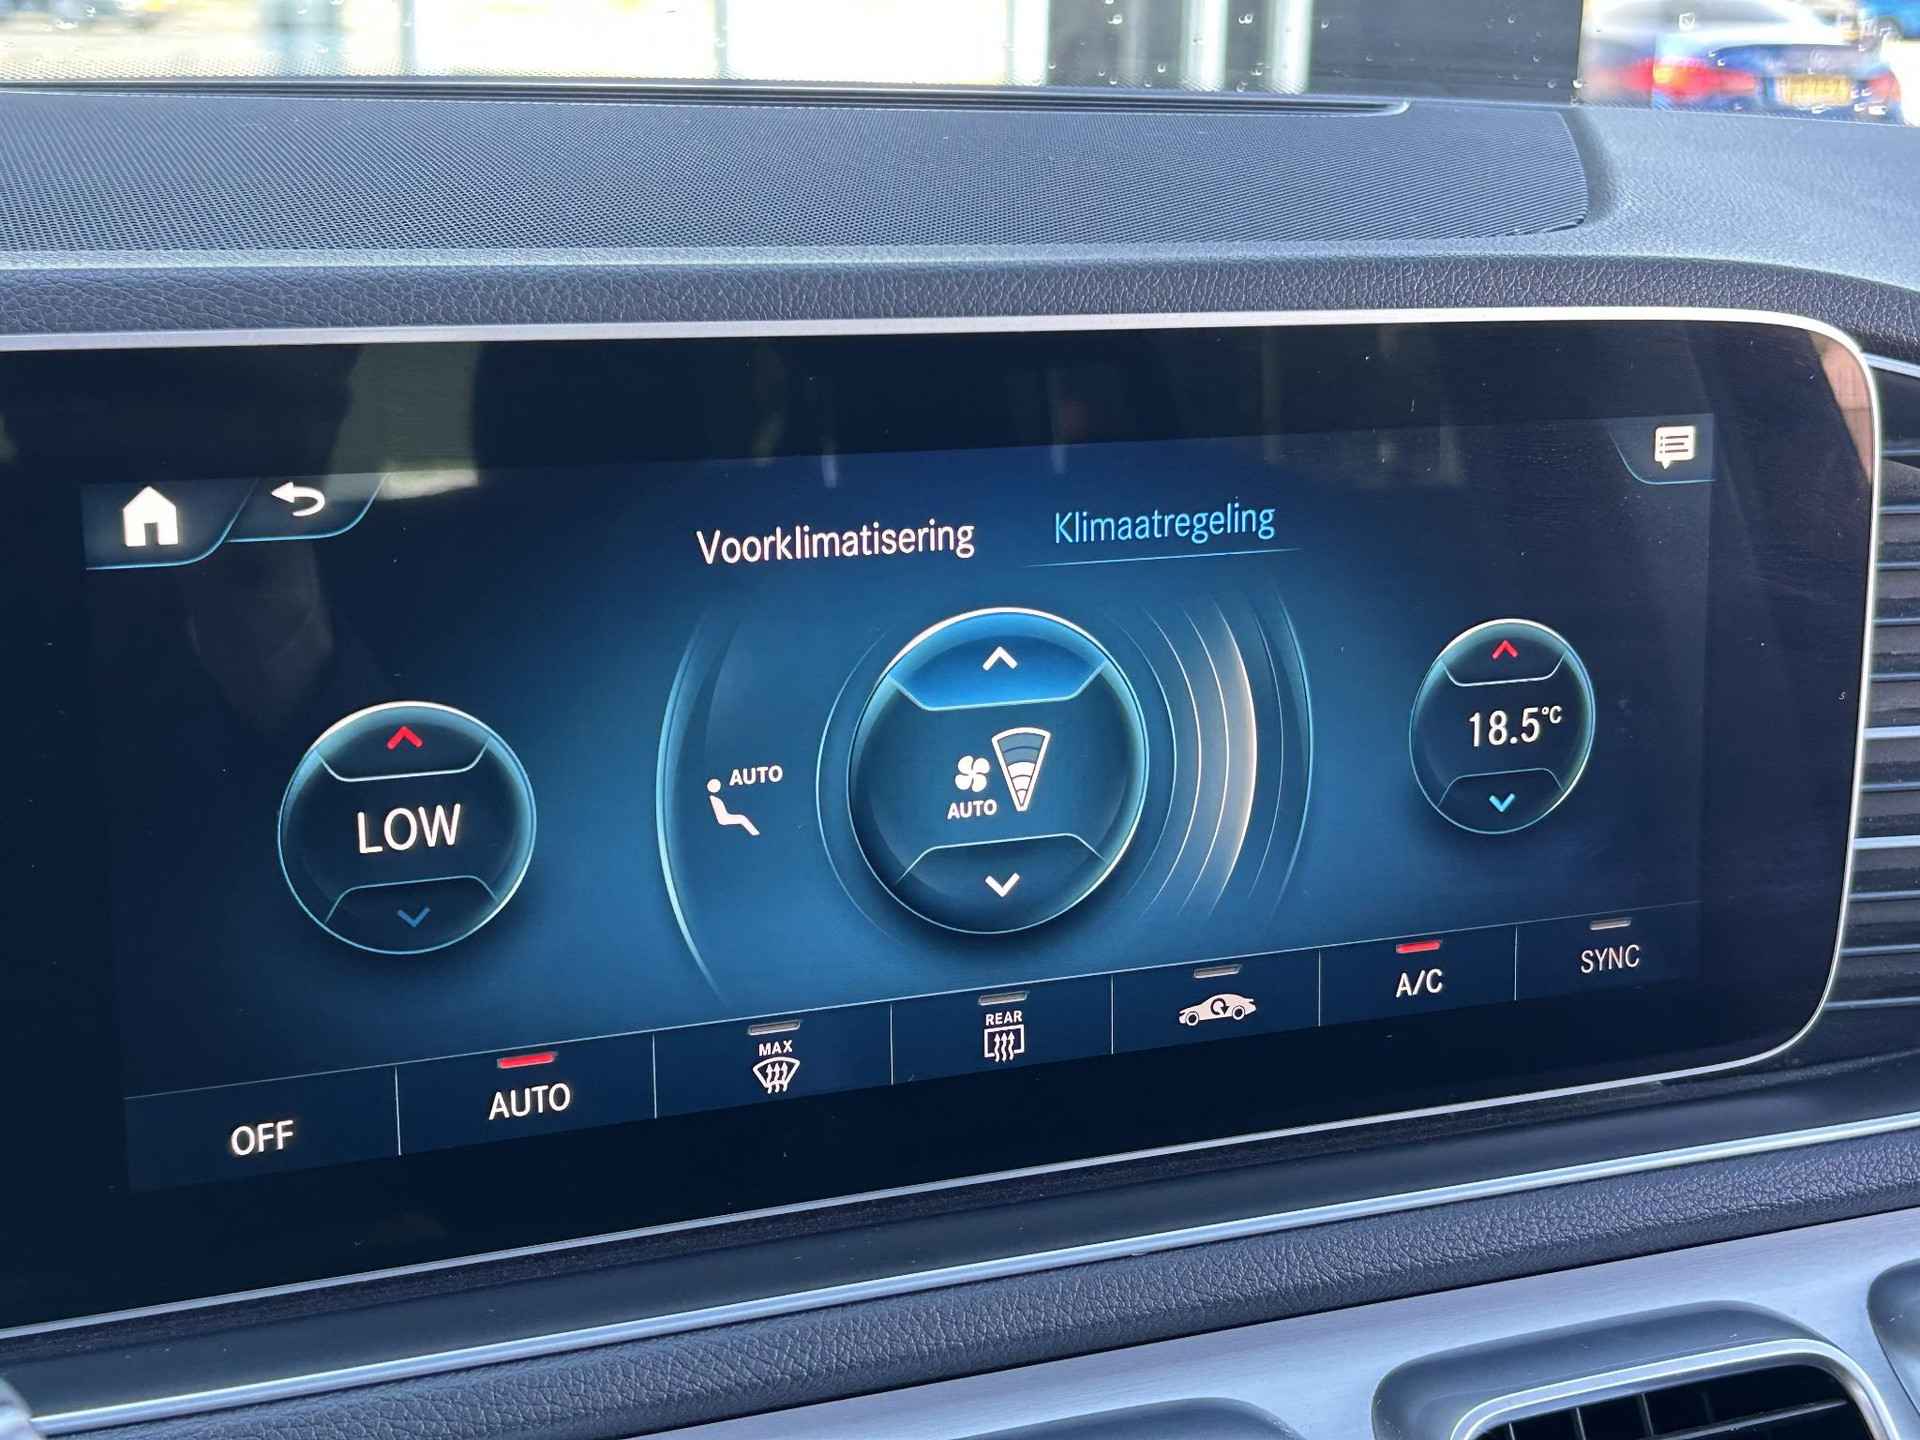 Voorklimatisering Klimaatregeling
LOW
AUTO
AUTO
18.5°C
OFF
AUTO
MAX
REAR
A/C
SYNC